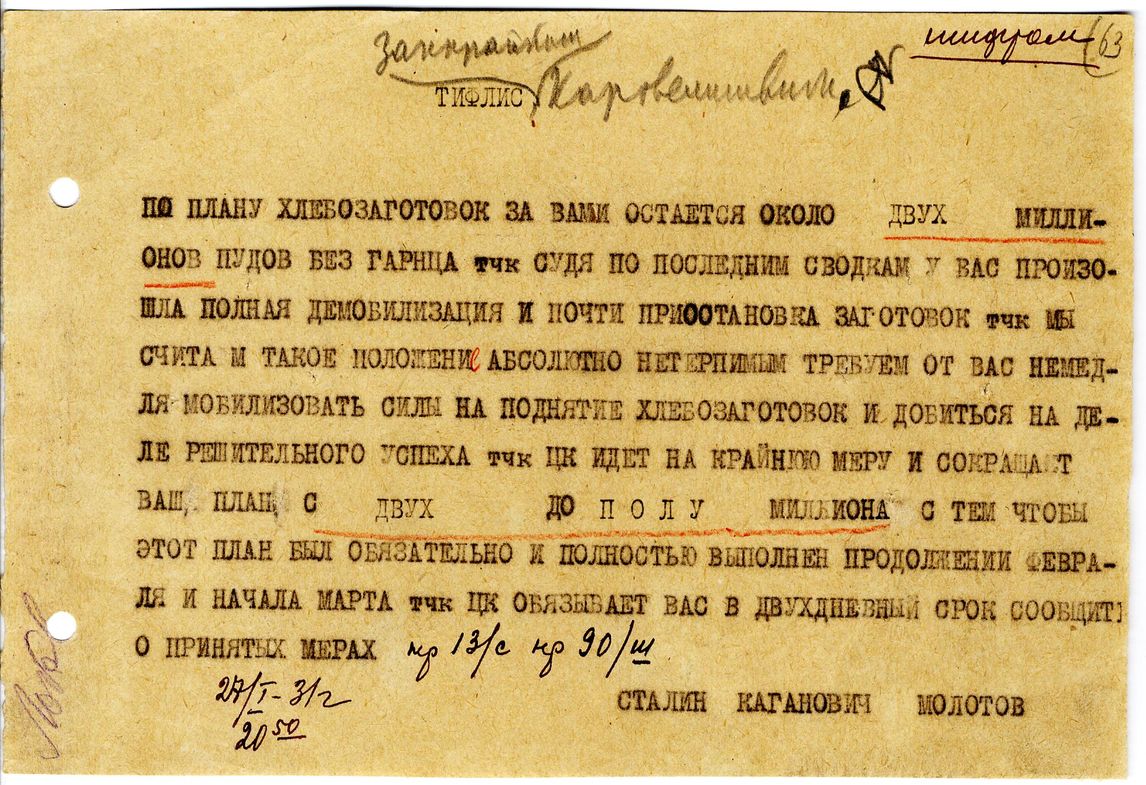 шифром 63
Заккрайком
ТИФЛИС Картвелишвили
ПО ПЛАНУ ХЛЕБОЗАГОТОВОК ЗА ВАМИ ОСТАЕТСЯ ОКОЛО ДВУХ МИЛЛИ-
ОНОВ ПУДОВ БЕЗ ГАРНЦА тчк СУДЯ ПО ПОСЛЕДНИМ СВОДКАМ У ВАС ПРОИЗО-
ШЛА ПОЛНАЯ ДЕМОБИЛИЗАЦИЯ И ПОЧТИ ПРИОСТАНОВКА ЗАГОТОВОК тчк МЫ
СЧИТА М ТАКОЕ ПОЛОЖЕНИе АБСОЛЮТНО НЕТЕРПИМЫМ ТРЕБУЕМ ОТ ВАС НЕМЕД-
ЛЯ МОБИЛИЗОВАТЬ СИЛЫ НА ПОДНЯТИЕ ХЛЕБОЗАГОТОВОК И ДОБИТЬСЯ НА ДЕ-
ЛЕ РЕШИТЕЛЬНОГО УСПЕХА тчк ЦК ИДЕТ НА КРАЙНЮЮ МЕРУ И СОКРАЩАЕТ
ВАШ, ПЛАН, С ДВУХ ДО ПОЛУ МИЛЛИОНА С ТЕМ ЧТОБЫ
ЭТОТ ПЛАН БЫЛ ОБЯЗАТЕЛЬНО И ПОЛНОСТЬЮ ВЫПОЛНЕН ПРОДОЛЖЕНИИ ФЕВРА-
ЛЯ И НАЧАЛА МАРТА тчк ЦК ОБЯЗЫВАЕТ ВАС В ДВУХДНЕВНЫЙ СРОК СООБЩИТЬ
О ПРИНЯТЫХ МЕРАХ нр 13/с нр 90/ш
27/I-31г
20 50
СТАЛИН КАГАНОВИЧ МОЛОТОВ